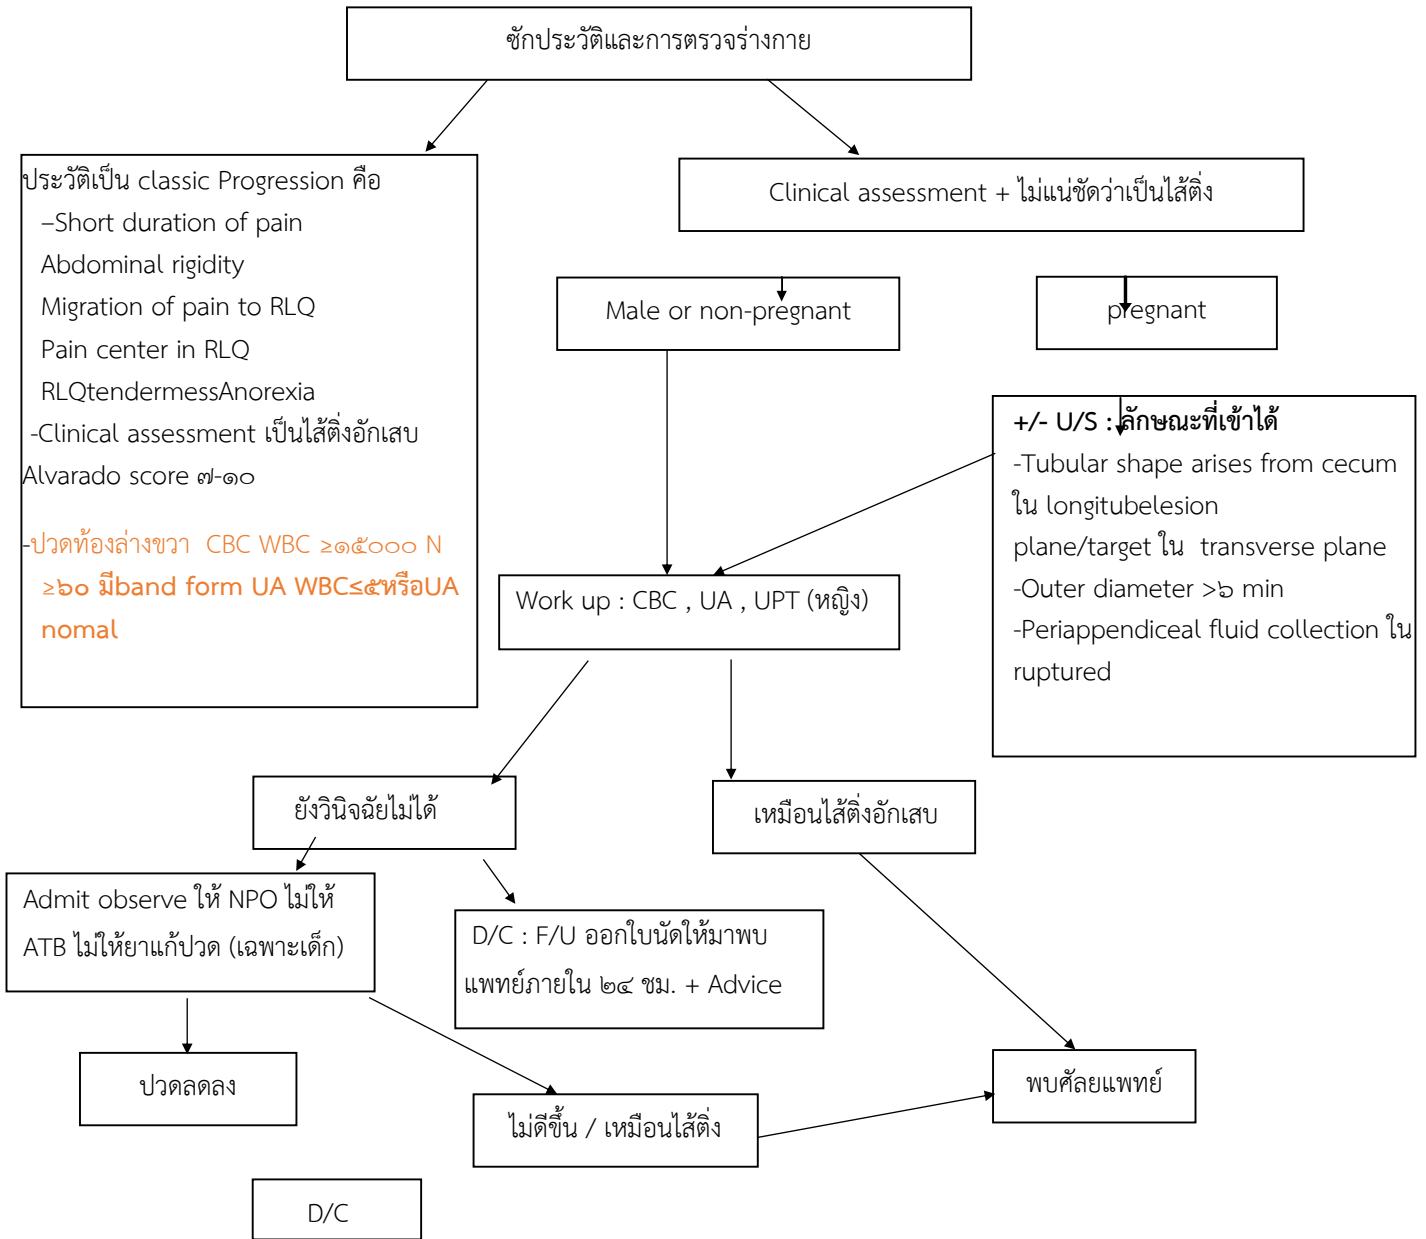 ซักประวัติและการตรวจร่างกาย
ประวัติเป็น classic Progression คือ
–Short duration of pain
Abdominal rigidity
Migration of pain to RLQ
Pain center in RLQ
RLQtendermessAnorexia
-Clinical assessment เป็นไส้ติ่งอักเสบ
Alvarado score ๗-๑๐
-ปวดท้องล่างขวา CBC WBC ≥๑๕๐๐๐ N
≥๖๐ มีband form UA WBC≤๕หรือUA
nomal
Clinical assessment + ไม่แน่ชัดว่าเป็นไส้ติ่ง
Male or non-pregnant
pregnant
+/- U/S : ลักษณะที่เข้าได้
-Tubular shape arises from cecum
ใน longitubelesion
plane/target ใน transverse plane
-Outer diameter >๖ min
-Periappendiceal fluid collection ใน
ruptured
Work up : CBC , UA , UPT (หญิง)
ยังวินิจฉัยไม่ได้
เหมือนไส้ติ่งอักเสบ
Admit observe ให้ NPO ไม่ให้
ATB ไม่ให้ยาแก้ปวด (เฉพาะเด็ก)
D/C : F/U ออกใบนัดให้มาพบ
แพทย์ภายใน ๒๔ ชม. + Advice
ปวดลดลง
ไม่ดีขึ้น / เหมือนไส้ติ่ง
พบศัลยแพทย์
D/C